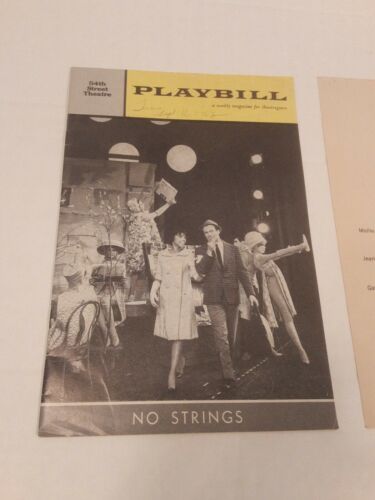 54th
Street
Theatre
PLAYBILL
a weekly magazine for theatregoers
NO STRINGS